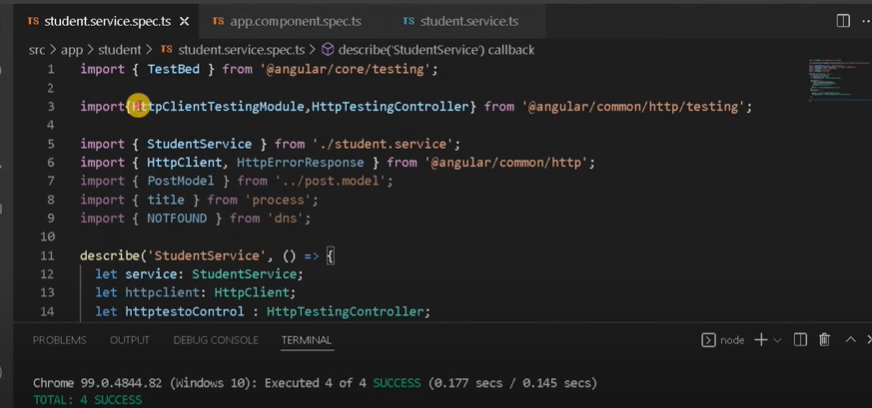 TS student.service.spec.ts × TS app.component.spec.ts TS student.service.ts
src > app > student > TS student.service.spec.ts > describe('StudentService') callback
1 import { TestBed } from '@angular/core/testing';
2
3 import{HttpClientTestingModule,HttpTestingController} from '@angular/common/http/testing';
4
5 import { StudentService } from './student.service';
6 import { HttpClient, HttpErrorResponse } from '@angular/common/http';
7 import { PostModel } from '../post.model';
8 import { title } from 'process';
9 import { NOTFOUND } from 'dns';
10
11 describe('StudentService', () => {
12 let service: StudentService;
13 let httpclient: HttpClient;
14 let httptestoControl : HttpTestingController;
PROBLEMS OUTPUT DEBUG CONSOLE TERMINAL node
Chrome 99.0.4844.82 (Windows 10): Executed 4 of 4 SUCCESS (0.177 secs / 0.145 secs)
TOTAL: 4 SUCCESS